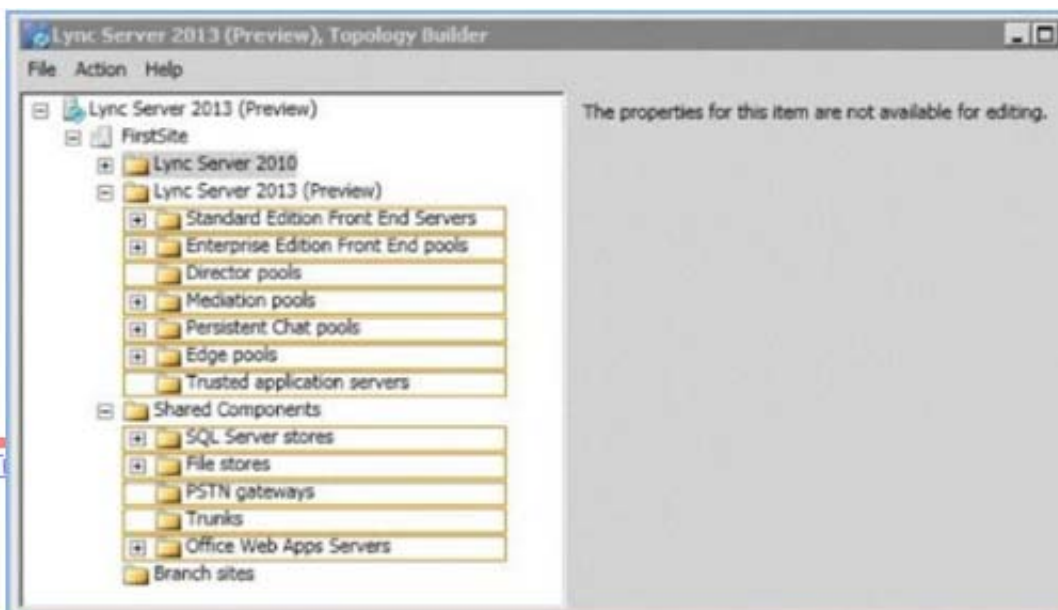 Lync Server 2013 (Preview), Topology Builder
File Action Help
Lync Server 2013 (Preview)
FirstSite
Lync Server 2010
Lync Server 2013 (Preview)
Standard Edition Front End Servers
Enterprise Edition Front End pools
Director pools
Mediation pools
Persistent Chat pools
Edge pools
Trusted application servers
Shared Components
SQL Server stores
File stores
PSTN gateways
Trunks
Office Web Apps Servers
Branch sites
The properties for this item are not available for editing.